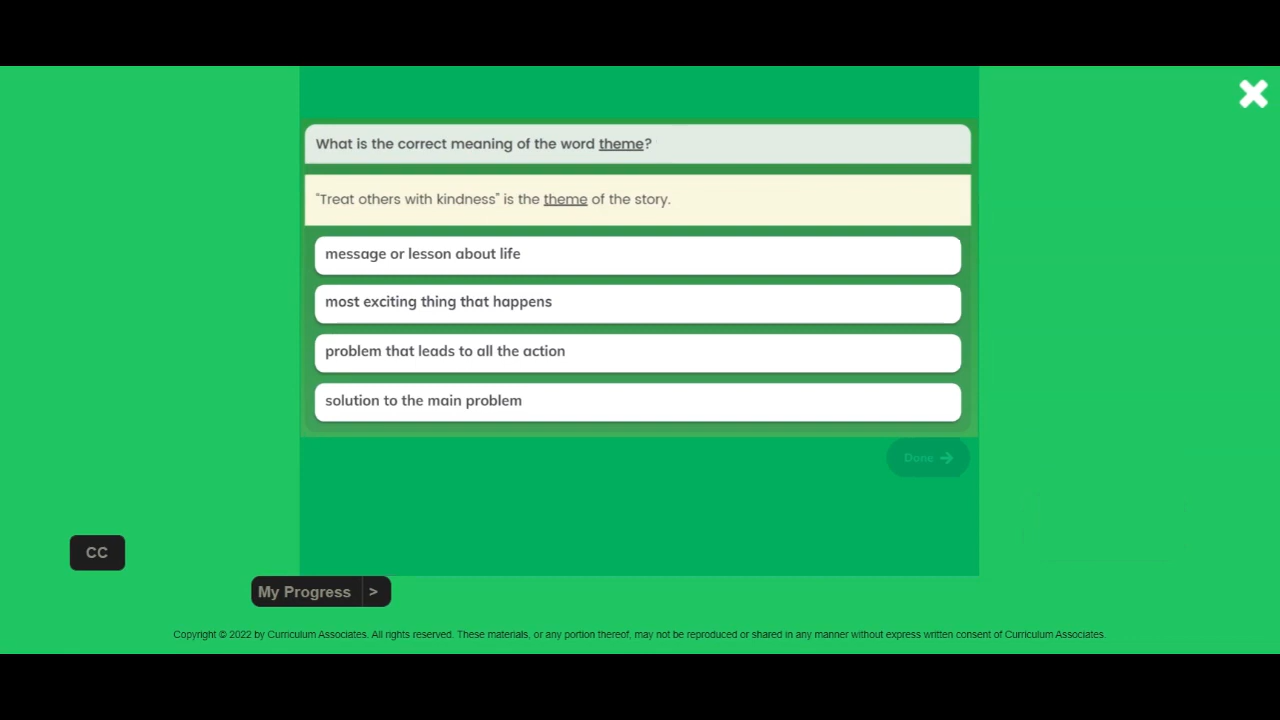 What is the correct meaning of the word theme?
"Treat others with kindness" is the theme of the story.
message or lesson about life
most exciting thing that happens
problem that leads to all the action
solution to the main problem
Done
CC
My Progress >
Copyright © 2022 by Curriculum Associates. All rights reserved. These materials, or any portion thereof, may not be reproduced or shared in any manner without express written consent of Curriculum Associates.